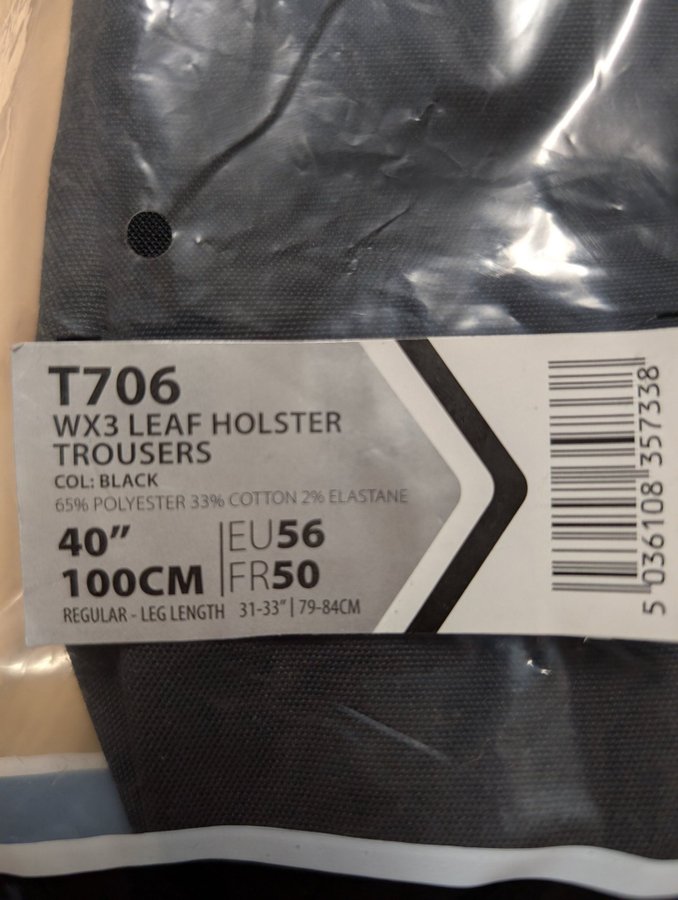 T706
WX3 LEAF HOLSTER
TROUSERS
COL: BLACK
65% POLYESTER 33% COTTON 2% ELASTANE
40”
100CM
EU56
FR50
REGULAR - LEG LENGTH 31-33” | 79-84CM
5 036108 357338